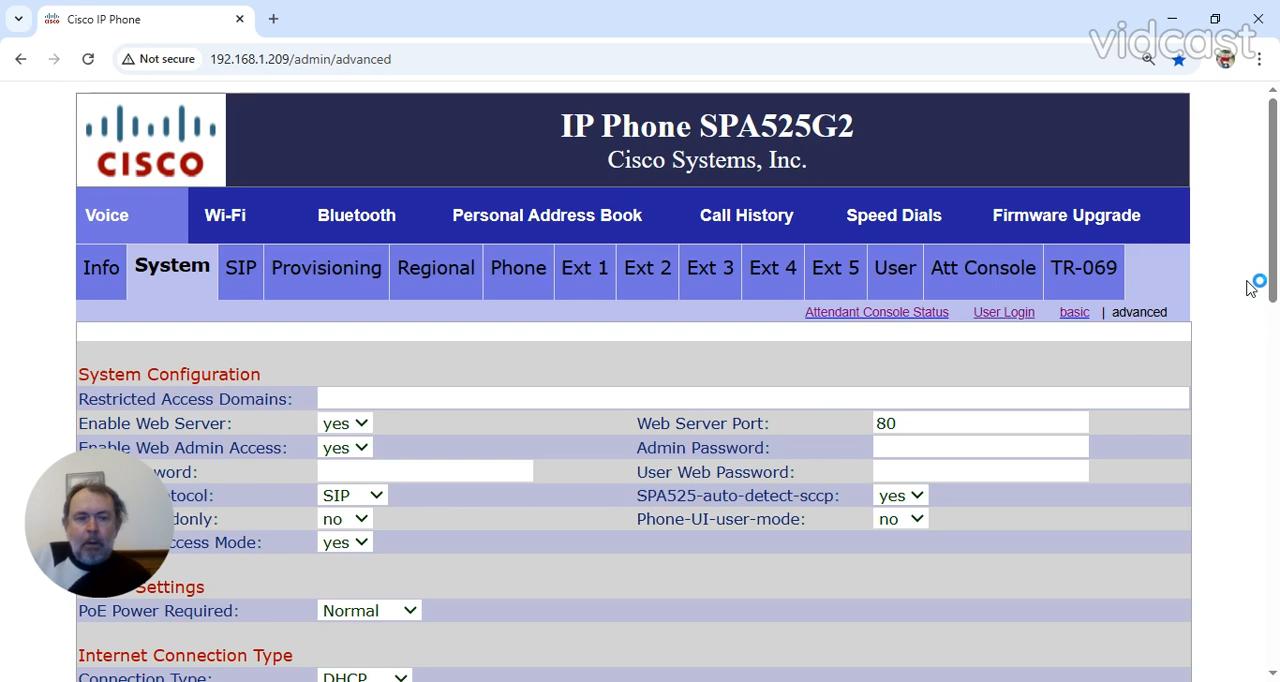 Cisco IP Phone
vidcast
Not secure 192.168.1.209/admin/advanced
CISCO
IP Phone SPA525G2
Cisco Systems, Inc.
Voice Wi-Fi Bluetooth Personal Address Book Call History Speed Dials Firmware Upgrade
Info System SIP Provisioning Regional Phone Ext 1 Ext 2 Ext 3 Ext 4 Ext 5 User Att Console TR-069
Attendant Console Status User Login basic | advanced
System Configuration
Restricted Access Domains:
Enable Web Server: yes Web Server Port: 80
Enable Web Admin Access: yes Admin Password:
User Web Password:
SIP SPA525-auto-detect-sccp: yes
no Phone-UI-user-mode: no
Access Mode: yes
Settings
PoE Power Required: Normal
Internet Connection Type
Connection Type: DHCP